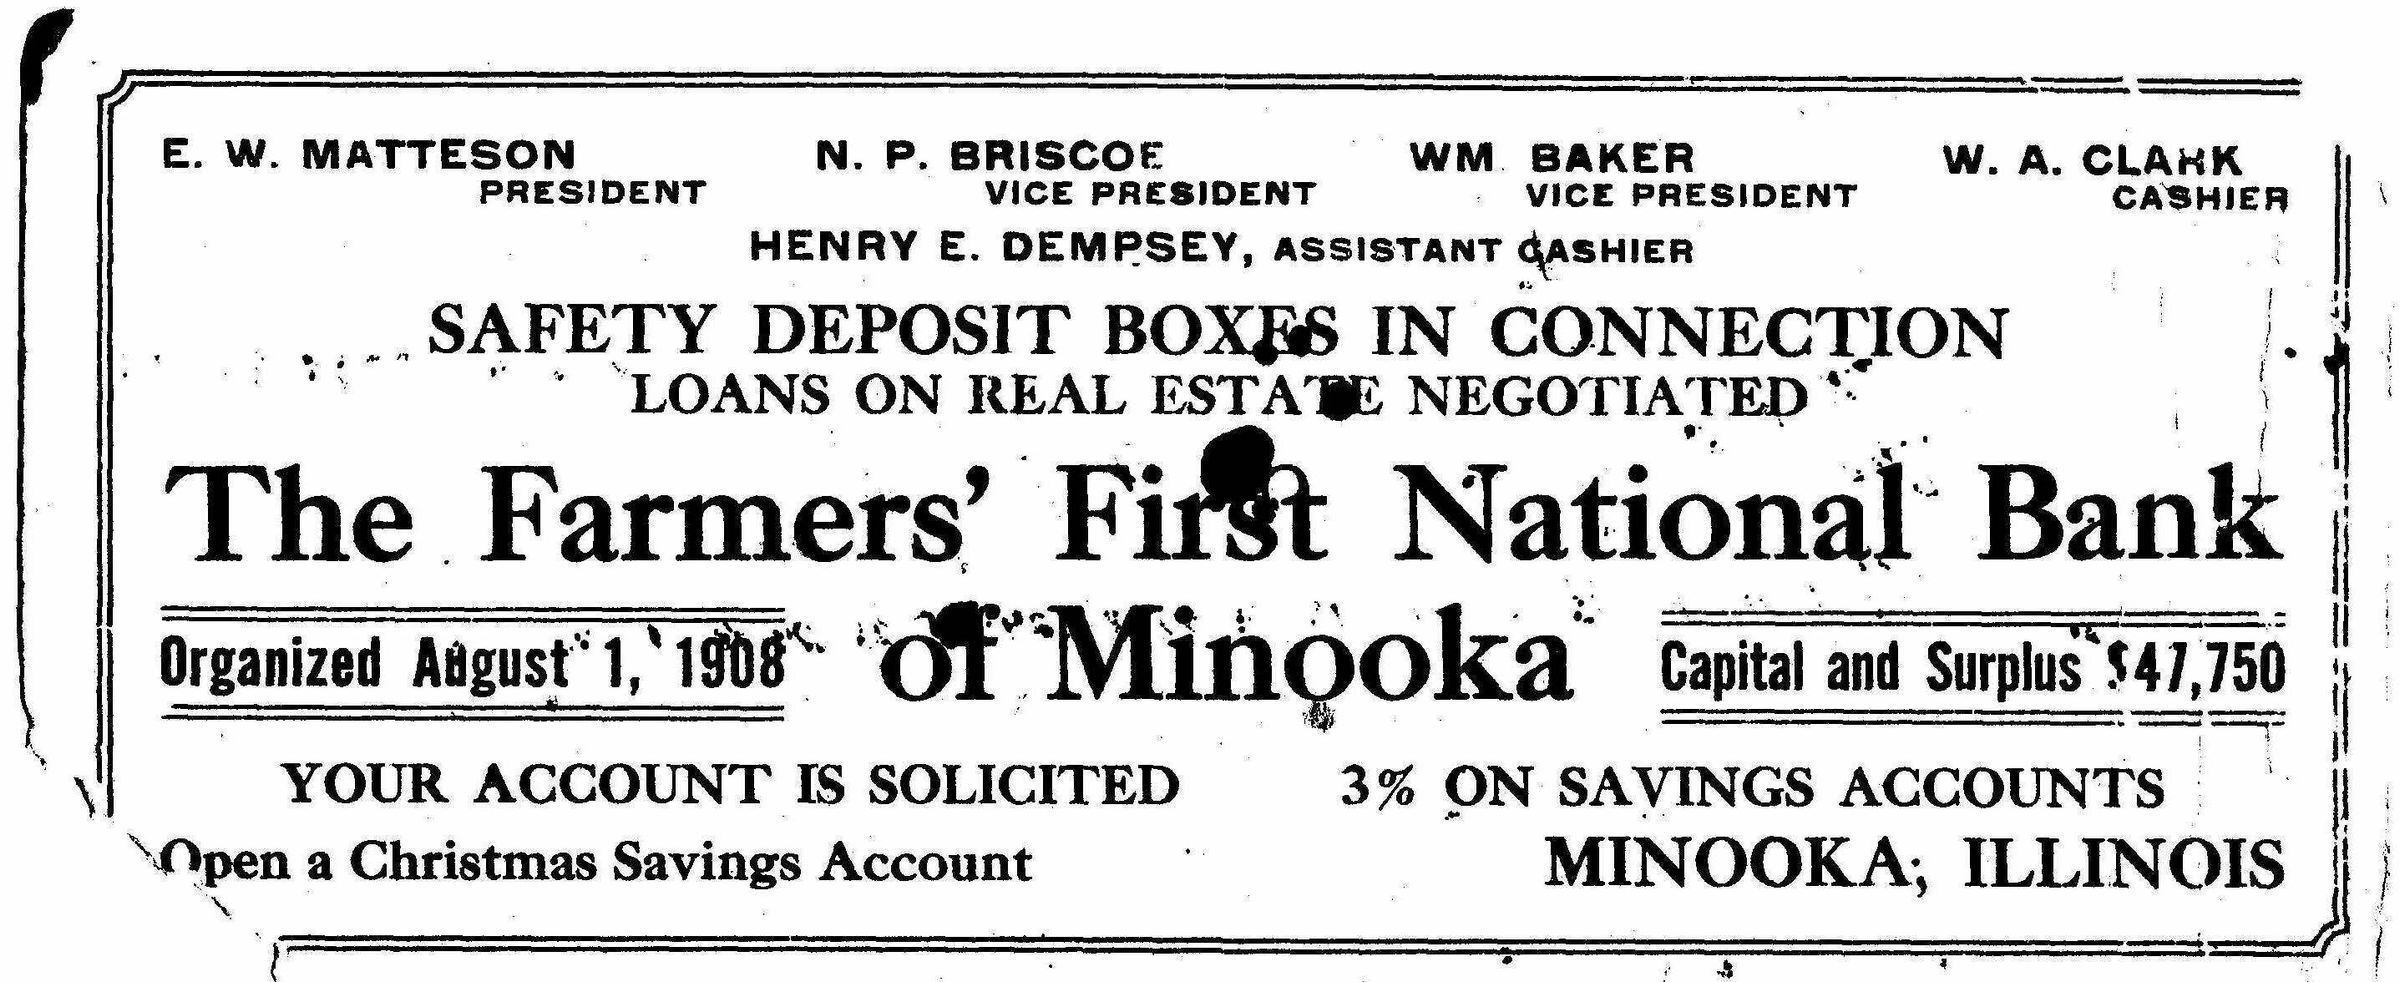 E. W. MATTESON N. P. BRISCOE WM. BAKER W. A. CLARK
PRESIDENT VICE PRESIDENT VICE PRESIDENT CASHIER
HENRY E. DEMPSEY, ASSISTANT CASHIER
SAFETY DEPOSIT BOXES IN CONNECTION
LOANS ON REAL ESTATE NEGOTIATED
The Farmers' First National Bank
Organized August 1, 1908 of Minooka Capital and Surplus $47,750
YOUR ACCOUNT IS SOLICITED 3% ON SAVINGS ACCOUNTS
Open a Christmas Savings Account MINOOKA, ILLINOIS